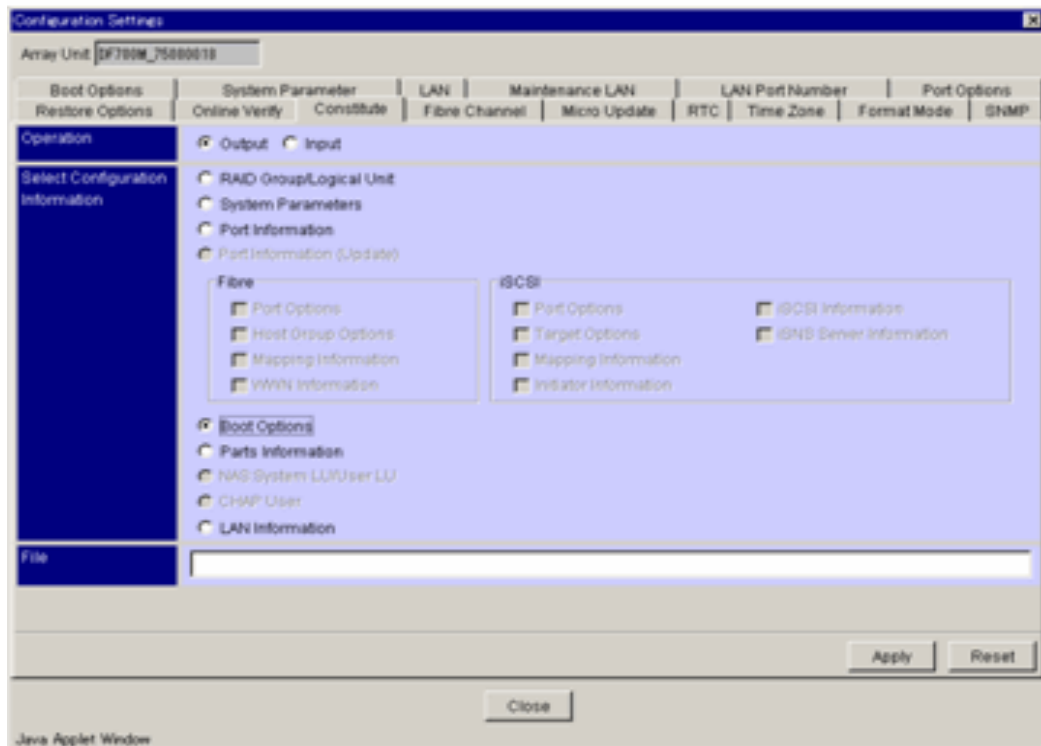 Configuration Settings
Array Unit DF700M_75080018
Boot Options System Parameter LAN Maintenance LAN LAN Port Number Port Options
Restore Options Online Verify Constitute Fibre Channel Micro Update RTC Time Zone Format Mode SNMP
Operation Output Input
Select Configuration Information
RAID Group/Logical Unit
System Parameters
Port Information
Port Information (Update)
Fibre
Port Options
Host Group Options
Mapping Information
WWN Information
iSCSI
Port Options iSCSI Information
Target Options iSNS Server Information
Mapping Information
Initiator Information
Boot Options
Parts Information
NAS System LU/User LU
CHAP User
LAN Information
File
Apply Reset
Close
Java Applet Window